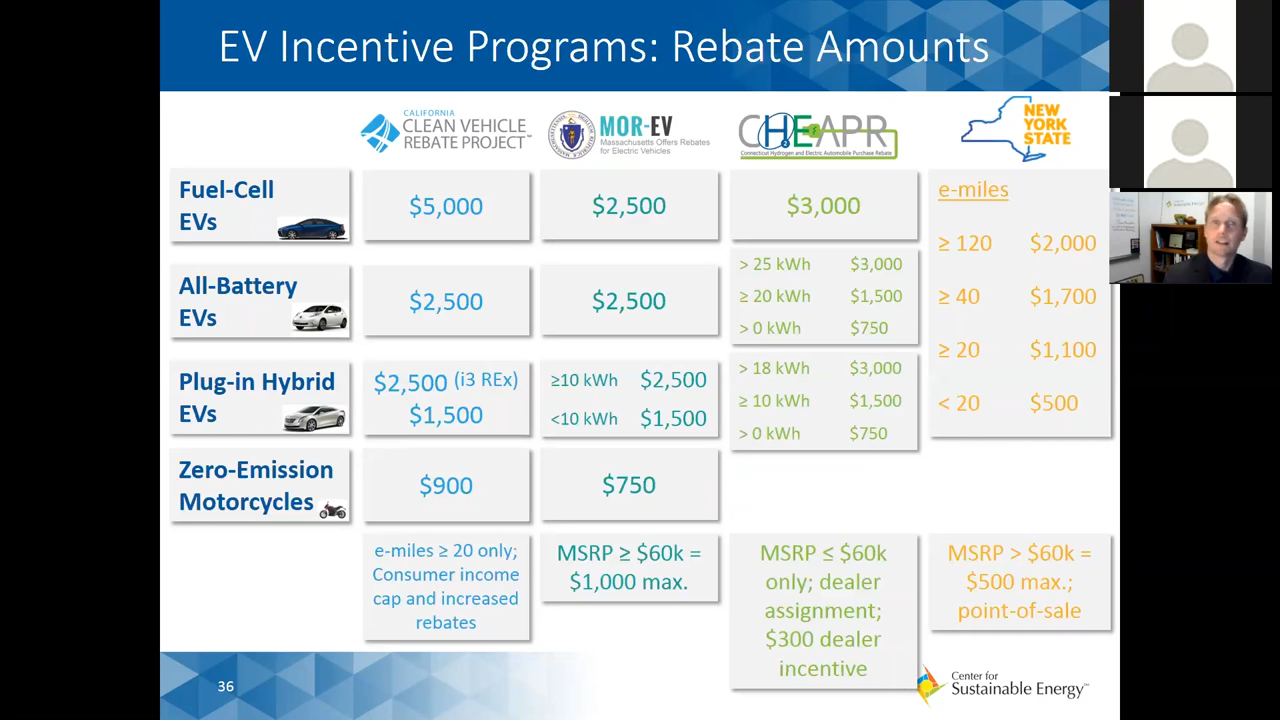 EV Incentive Programs: Rebate Amounts
CALIFORNIA
CLEAN VEHICLE
REBATE PROJECT™
MOR-EV
Massachusetts Offers Rebates
for Electric Vehicles
CHEAPR
H2
Connecticut Hydrogen and Electric Automobile Purchase Rebate
NEW
YORK
STATE
Fuel-Cell
EVs
$5,000
$2,500
$3,000
e-miles
≥ 120 $2,000
≥ 40 $1,700
≥ 20 $1,100
< 20 $500
All-Battery
EVs
$2,500
$2,500
> 25 kWh $3,000
≥ 20 kWh $1,500
> 0 kWh $750
Plug-in Hybrid
EVs
$2,500 (i3 REx)
$1,500
≥10 kWh $2,500
<10 kWh $1,500
> 18 kWh $3,000
≥ 10 kWh $1,500
> 0 kWh $750
Zero-Emission
Motorcycles
$900
$750
e-miles ≥ 20 only;
Consumer income
cap and increased
rebates
MSRP ≥ $60k =
$1,000 max.
MSRP ≤ $60k
only; dealer
assignment;
$300 dealer
incentive
MSRP > $60k =
$500 max.;
point-of-sale
36
Center for
Sustainable Energy™